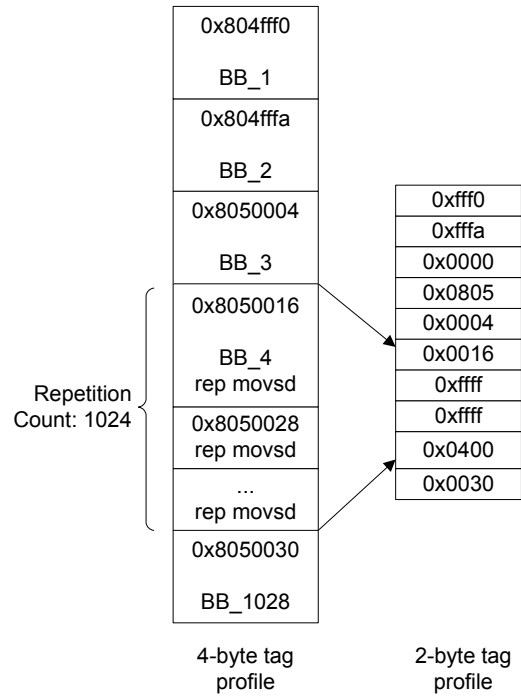 0x804fff0
BB_1
0x804fffa
BB_2
0x8050004
BB_3
0x8050016
BB_4
rep movsd
0x8050028
rep movsd
...
rep movsd
0x8050030
BB_1028
Repetition
Count: 1024
4-byte tag
profile
0xfff0
0xfffa
0x0000
0x0805
0x0004
0x0016
0xffff
0xffff
0x0400
0x0030
2-byte tag
profile